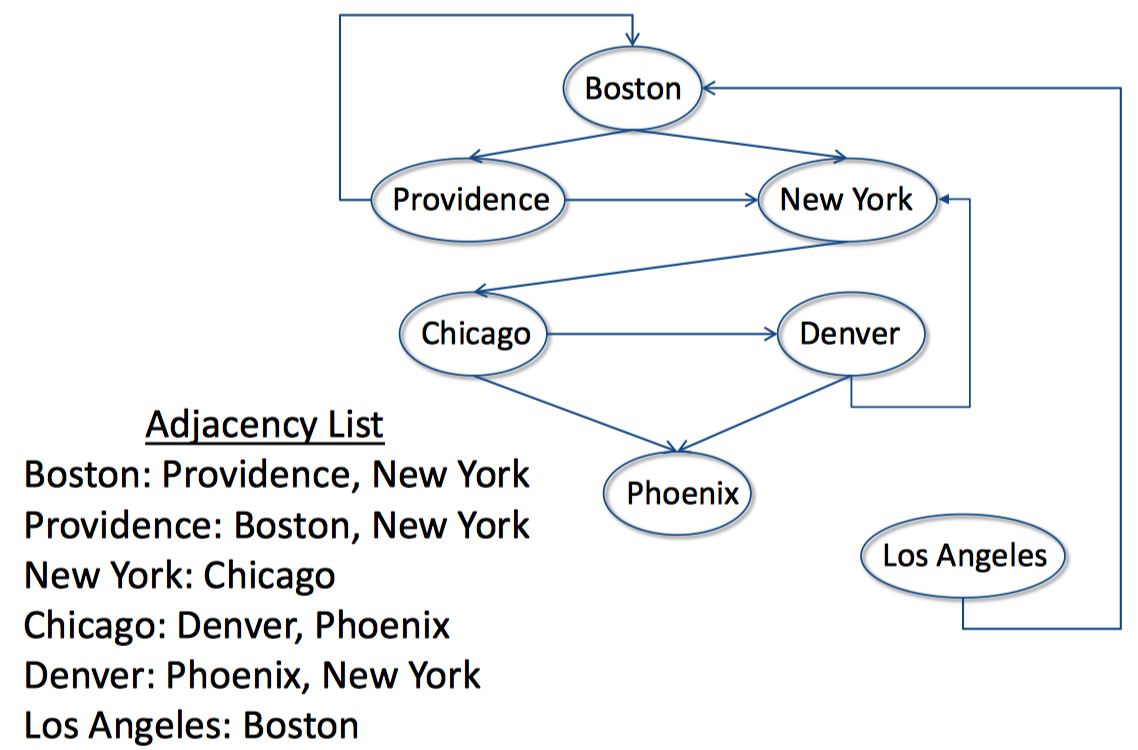 Boston
Providence
New York
Chicago
Denver
Phoenix
Los Angeles
Adjacency List
Boston: Providence, New York
Providence: Boston, New York
New York: Chicago
Chicago: Denver, Phoenix
Denver: Phoenix, New York
Los Angeles: Boston